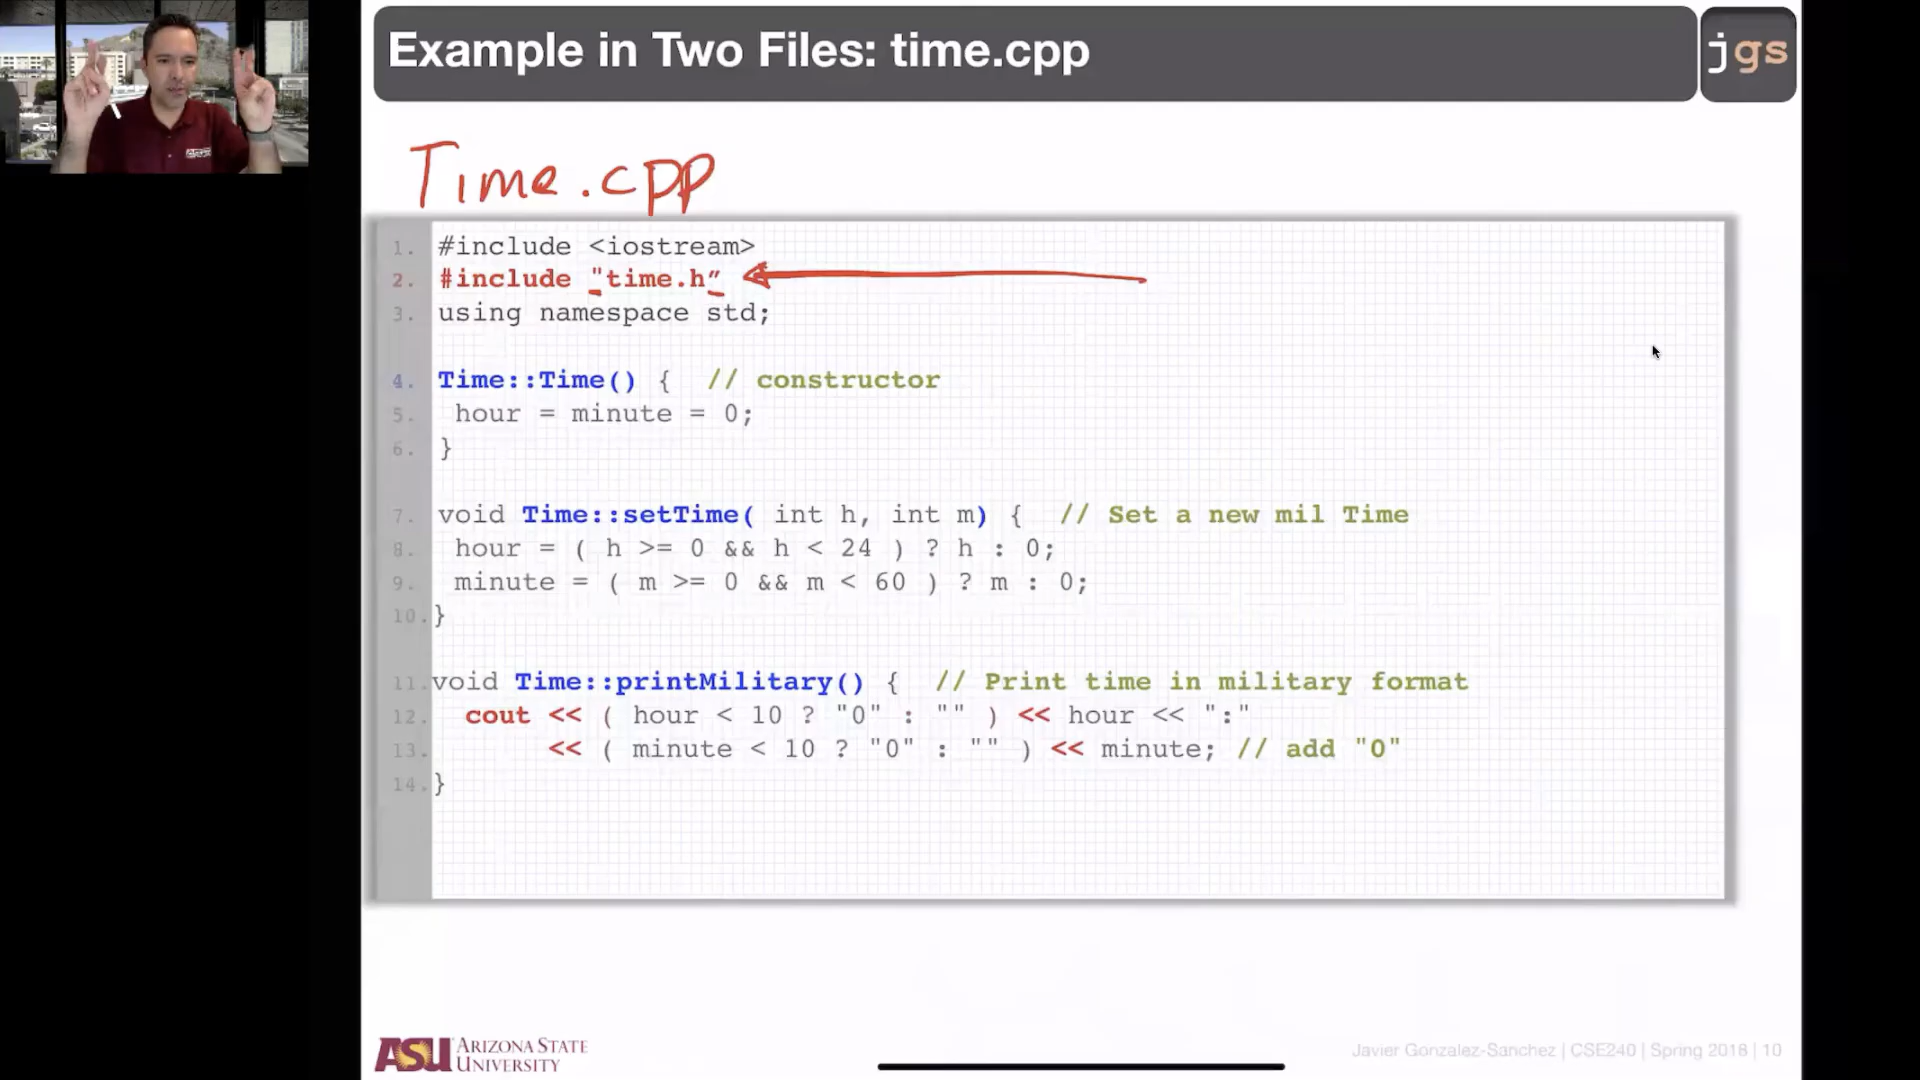 Example in Two Files: time.cpp
jgs
Time.cpp
1. #include <iostream>
2. #include "time.h”
3. using namespace std;
4. Time::Time() { // constructor
5. hour = minute = 0;
6. }
7. void Time::setTime( int h, int m) { // Set a new mil Time
8. hour = ( h >= 0 && h < 24 ) ? h : 0;
9. minute = ( m >= 0 && m < 60 ) ? m : 0;
10. }
11. void Time::printMilitary() { // Print time in military format
12. cout << ( hour < 10 ? "0" : "" ) << hour << ":"
13. << ( minute < 10 ? "0" : "" ) << minute; // add "0"
14. }
ASU ARIZONA STATE
UNIVERSITY
Javier Gonzalez-Sanchez | CSE240 | Spring 2018 | 10